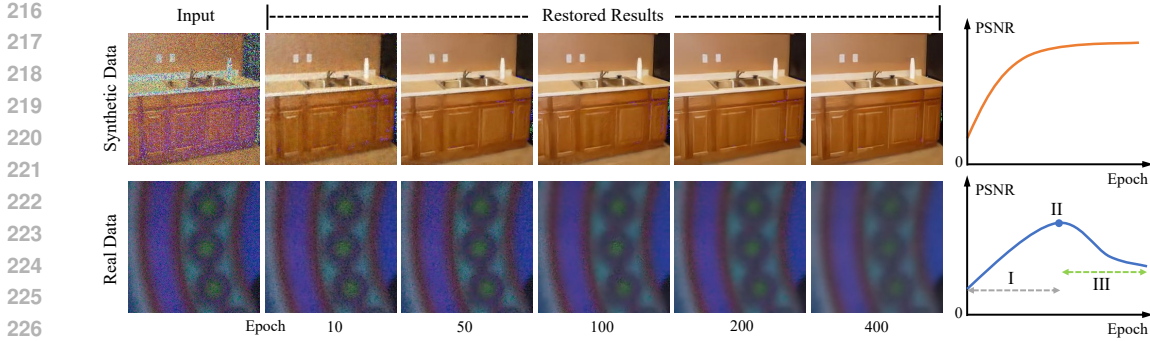 216
217
218
219
220
221
222
223
224
225
226
Input
Restored Results
Synthetic Data
PSNR
0
Epoch
Real Data
PSNR
II
I
III
0
Epoch
Epoch 10 50 100 200 400